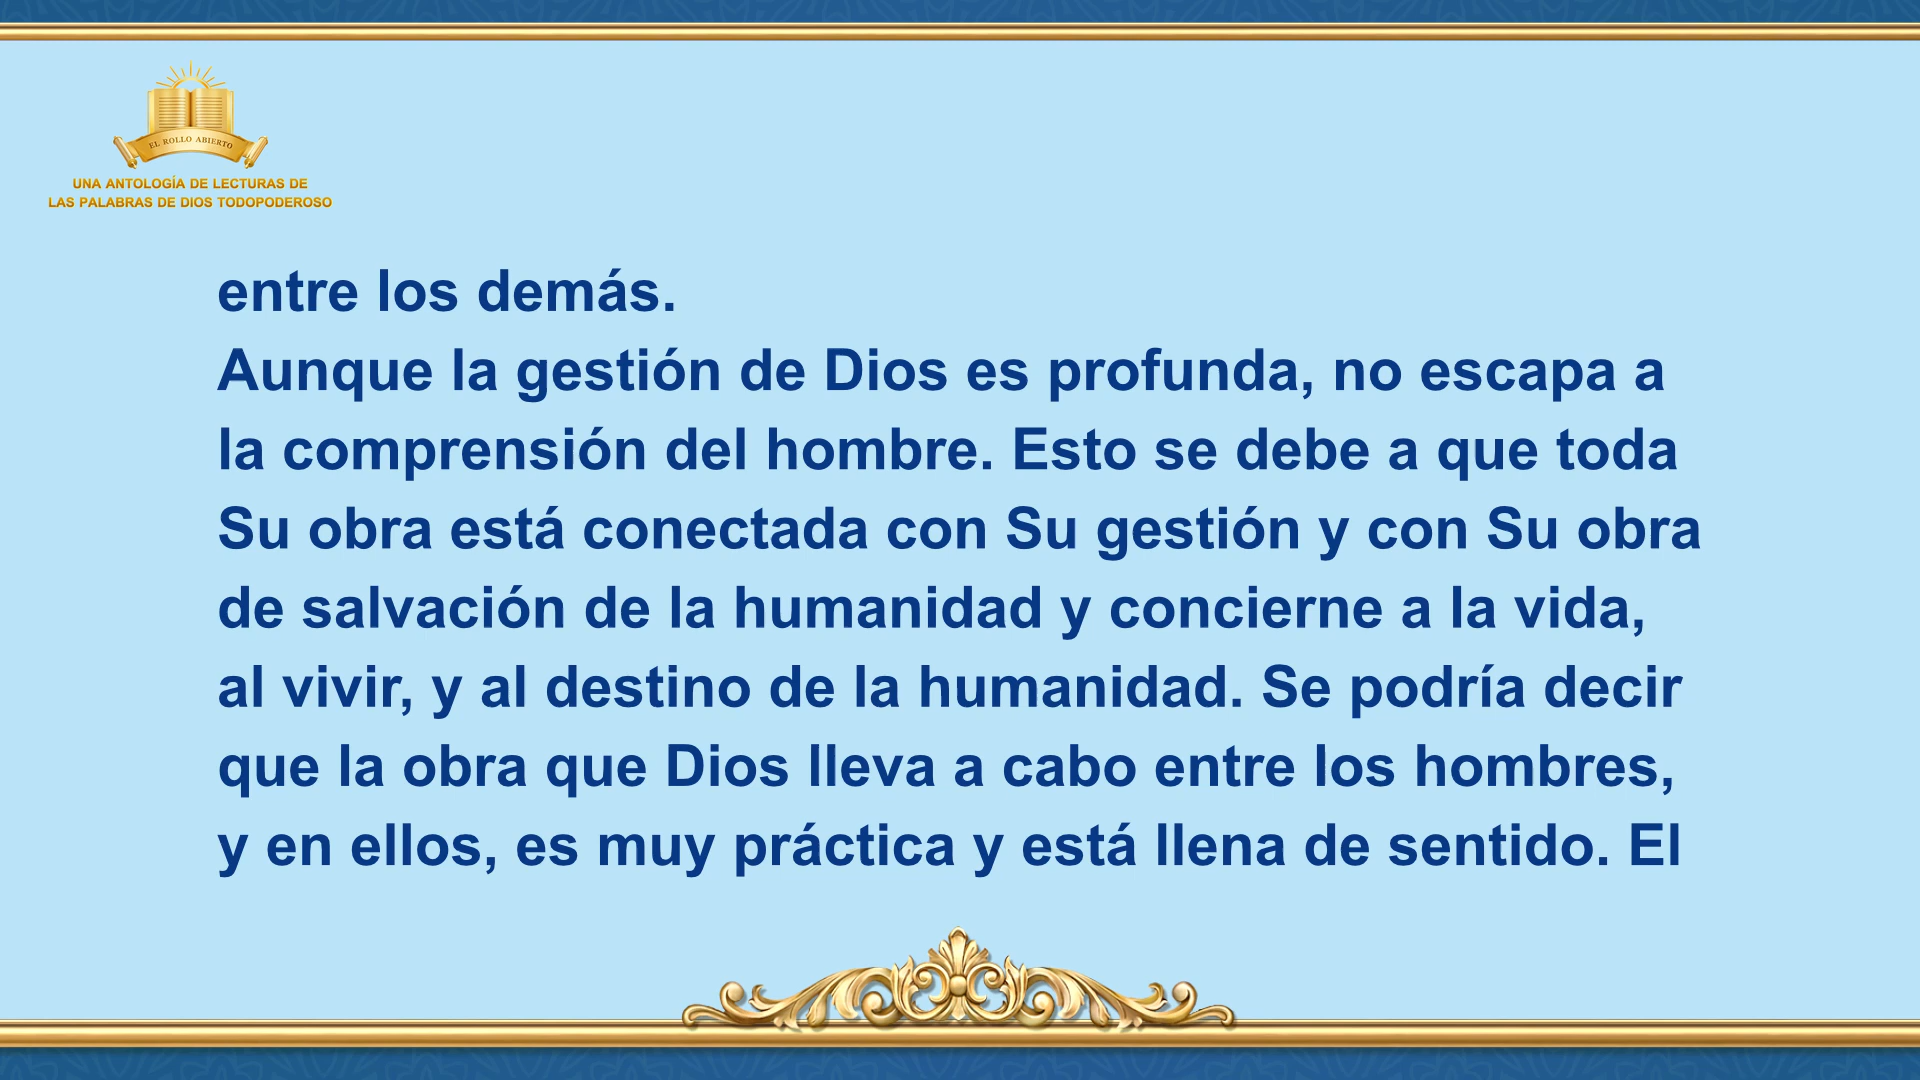 EL ROLLO ABIERTO
UNA ANTOLOGÍA DE LECTURAS DE
LAS PALABRAS DE DIOS TODOPODEROSO
entre los demás.
Aunque la gestión de Dios es profunda, no escapa a
la comprensión del hombre. Esto se debe a que toda
Su obra está conectada con Su gestión y con Su obra
de salvación de la humanidad y concierne a la vida,
al vivir, y al destino de la humanidad. Se podría decir
que la obra que Dios lleva a cabo entre los hombres,
y en ellos, es muy práctica y está llena de sentido. El